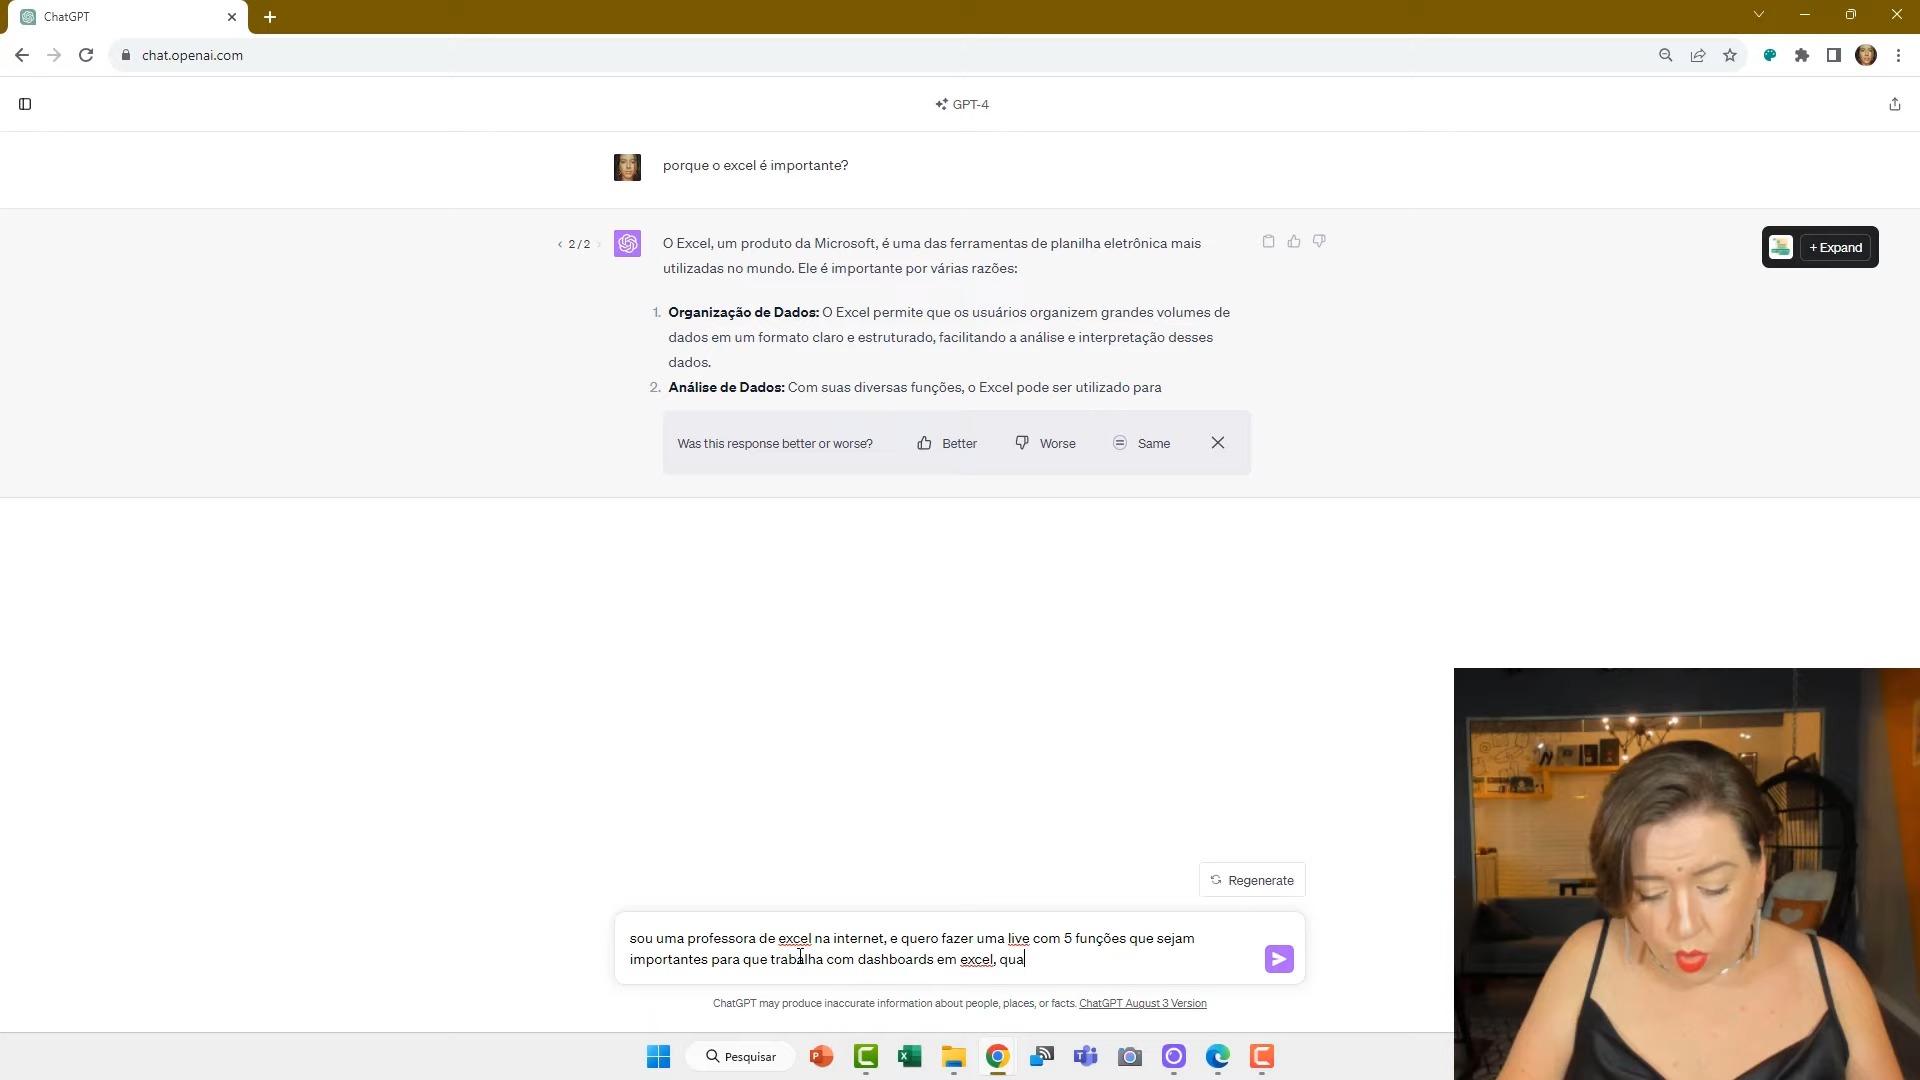 ChatGPT
chat.openai.com
GPT-4
porque o excel é importante?
2 / 2
O Excel, um produto da Microsoft, é uma das ferramentas de planilha eletrônica mais
utilizadas no mundo. Ele é importante por várias razões:
+ Expand
1. Organização de Dados: O Excel permite que os usuários organizem grandes volumes de
dados em um formato claro e estruturado, facilitando a análise e interpretação desses
dados.
2. Análise de Dados: Com suas diversas funções, o Excel pode ser utilizado para
Was this response better or worse? Better Worse Same
Regenerate
sou uma professora de excel na internet, e quero fazer uma live com 5 funções que sejam
importantes para que trabalha com dashboards em excel, qua
ChatGPT may produce inaccurate information about people, places, or facts. ChatGPT August 3 Version
Pesquisar